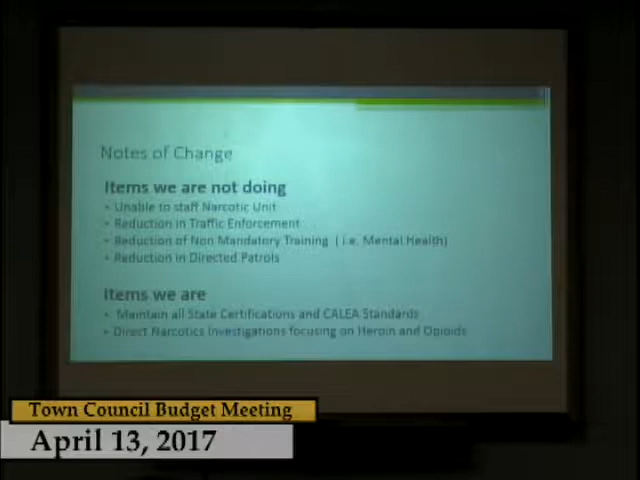 Notes of Change
Items we are not doing
• Unable to staff Narcotic Unit
• Reduction in Traffic Enforcement
• Reduction of Non Mandatory Training ( i.e. Mental Health)
• Reduction in Directed Patrols
Items we are
• Maintain all State Certifications and CALEA Standards
• Direct Narcotics Investigations focusing on Heroin and Opioids
Town Council Budget Meeting
April 13, 2017